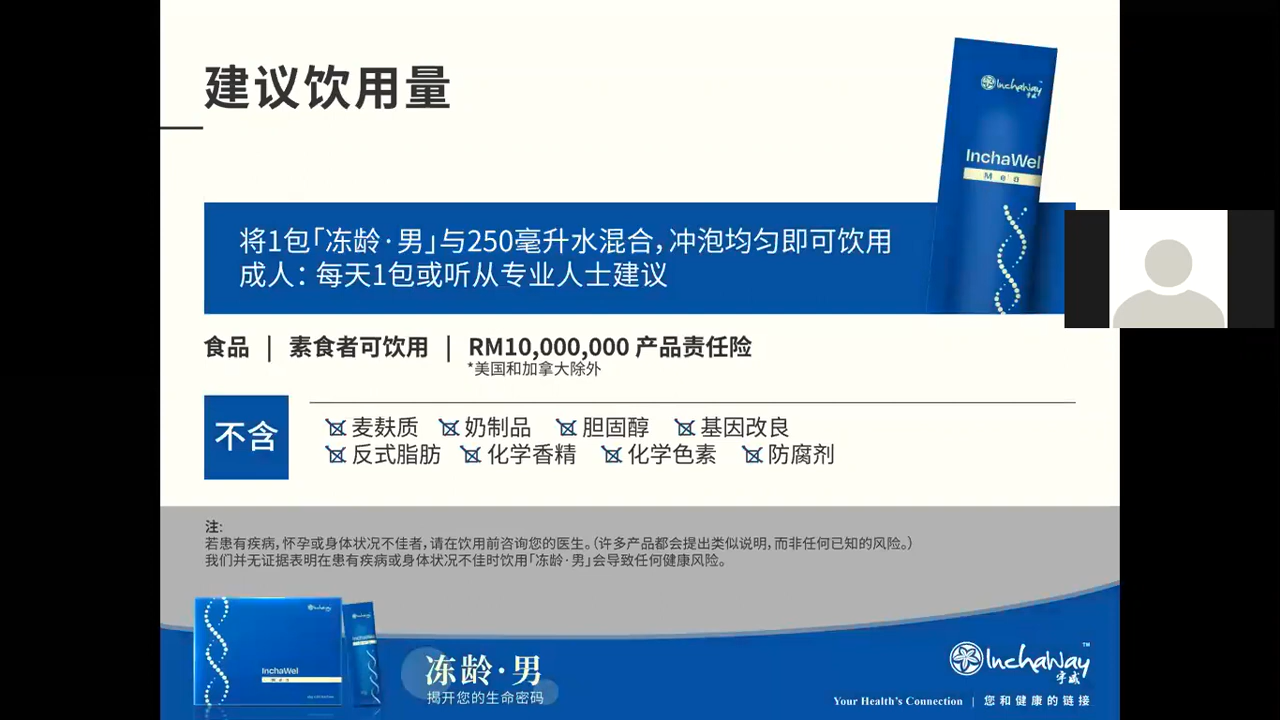 建议饮用量
InchaWay
宇威
InchaWel
将1包「冻龄·男」与250毫升水混合，冲泡均匀即可饮用
成人：每天1包或听从专业人士建议
食品 | 素食者可饮用 | RM10,000,000 产品责任险
*美国和加拿大除外
不含
麦麸质 奶制品 胆固醇 基因改良
反式脂肪 化学香精 化学色素 防腐剂
注:
若患有疾病，怀孕或身体状况不佳者，请在饮用前咨询您的医生。（许多产品都会提出类似说明，而非任何已知的风险。）
我们并无证据表明在患有疾病或身体状况不佳时饮用「冻龄·男」会导致任何健康风险。
InchaWel
冻龄·男
揭开您的生命密码
InchaWay™
宇威
Your Health's Connection | 您和健康的链接